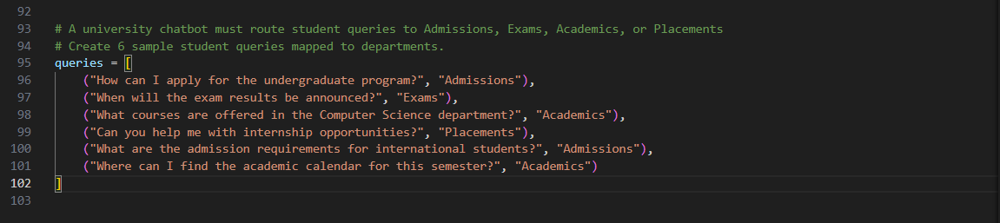 92
93 # A university chatbot must route student queries to Admissions, Exams, Academics, or Placements
94 # Create 6 sample student queries mapped to departments.
95 queries = [
96     ("How can I apply for the undergraduate program?", "Admissions"),
97     ("When will the exam results be announced?", "Exams"),
98     ("What courses are offered in the Computer Science department?", "Academics"),
99     ("Can you help me with internship opportunities?", "Placements"),
100     ("What are the admission requirements for international students?", "Admissions"),
101     ("Where can I find the academic calendar for this semester?", "Academics")
102 ]
103